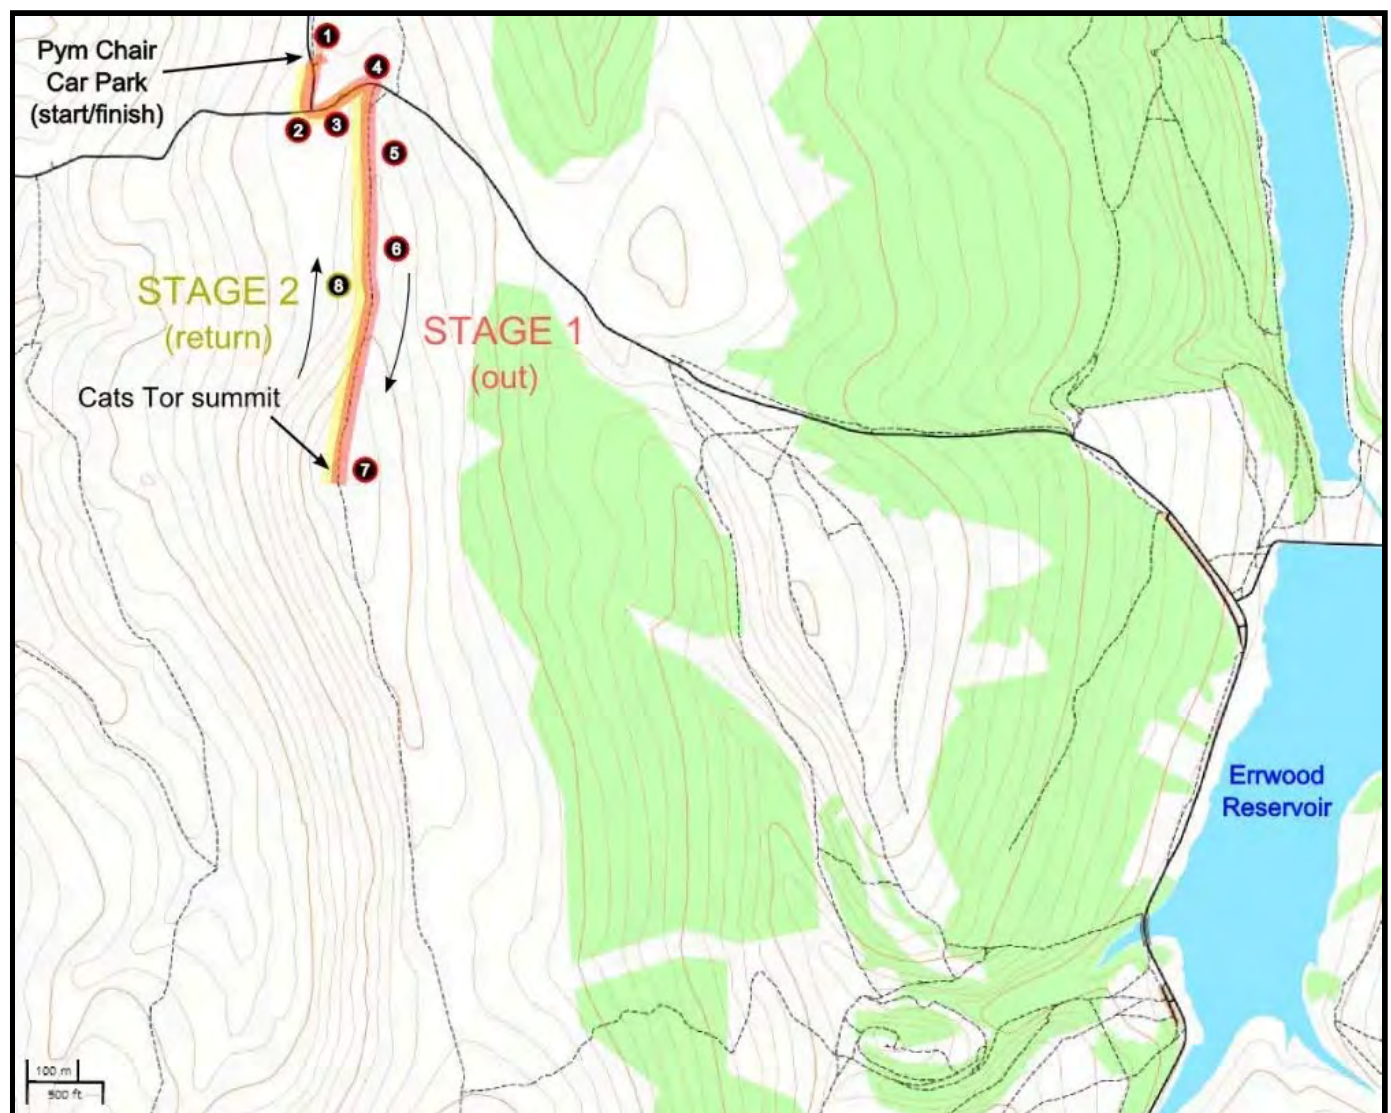 1
Pym Chair
Car Park
(start/finish)
4
2
3
5
6
STAGE 2
(return)
8
STAGE 1
(out)
Cats Tor summit
7
Errwood
Reservoir
100 m
500 ft